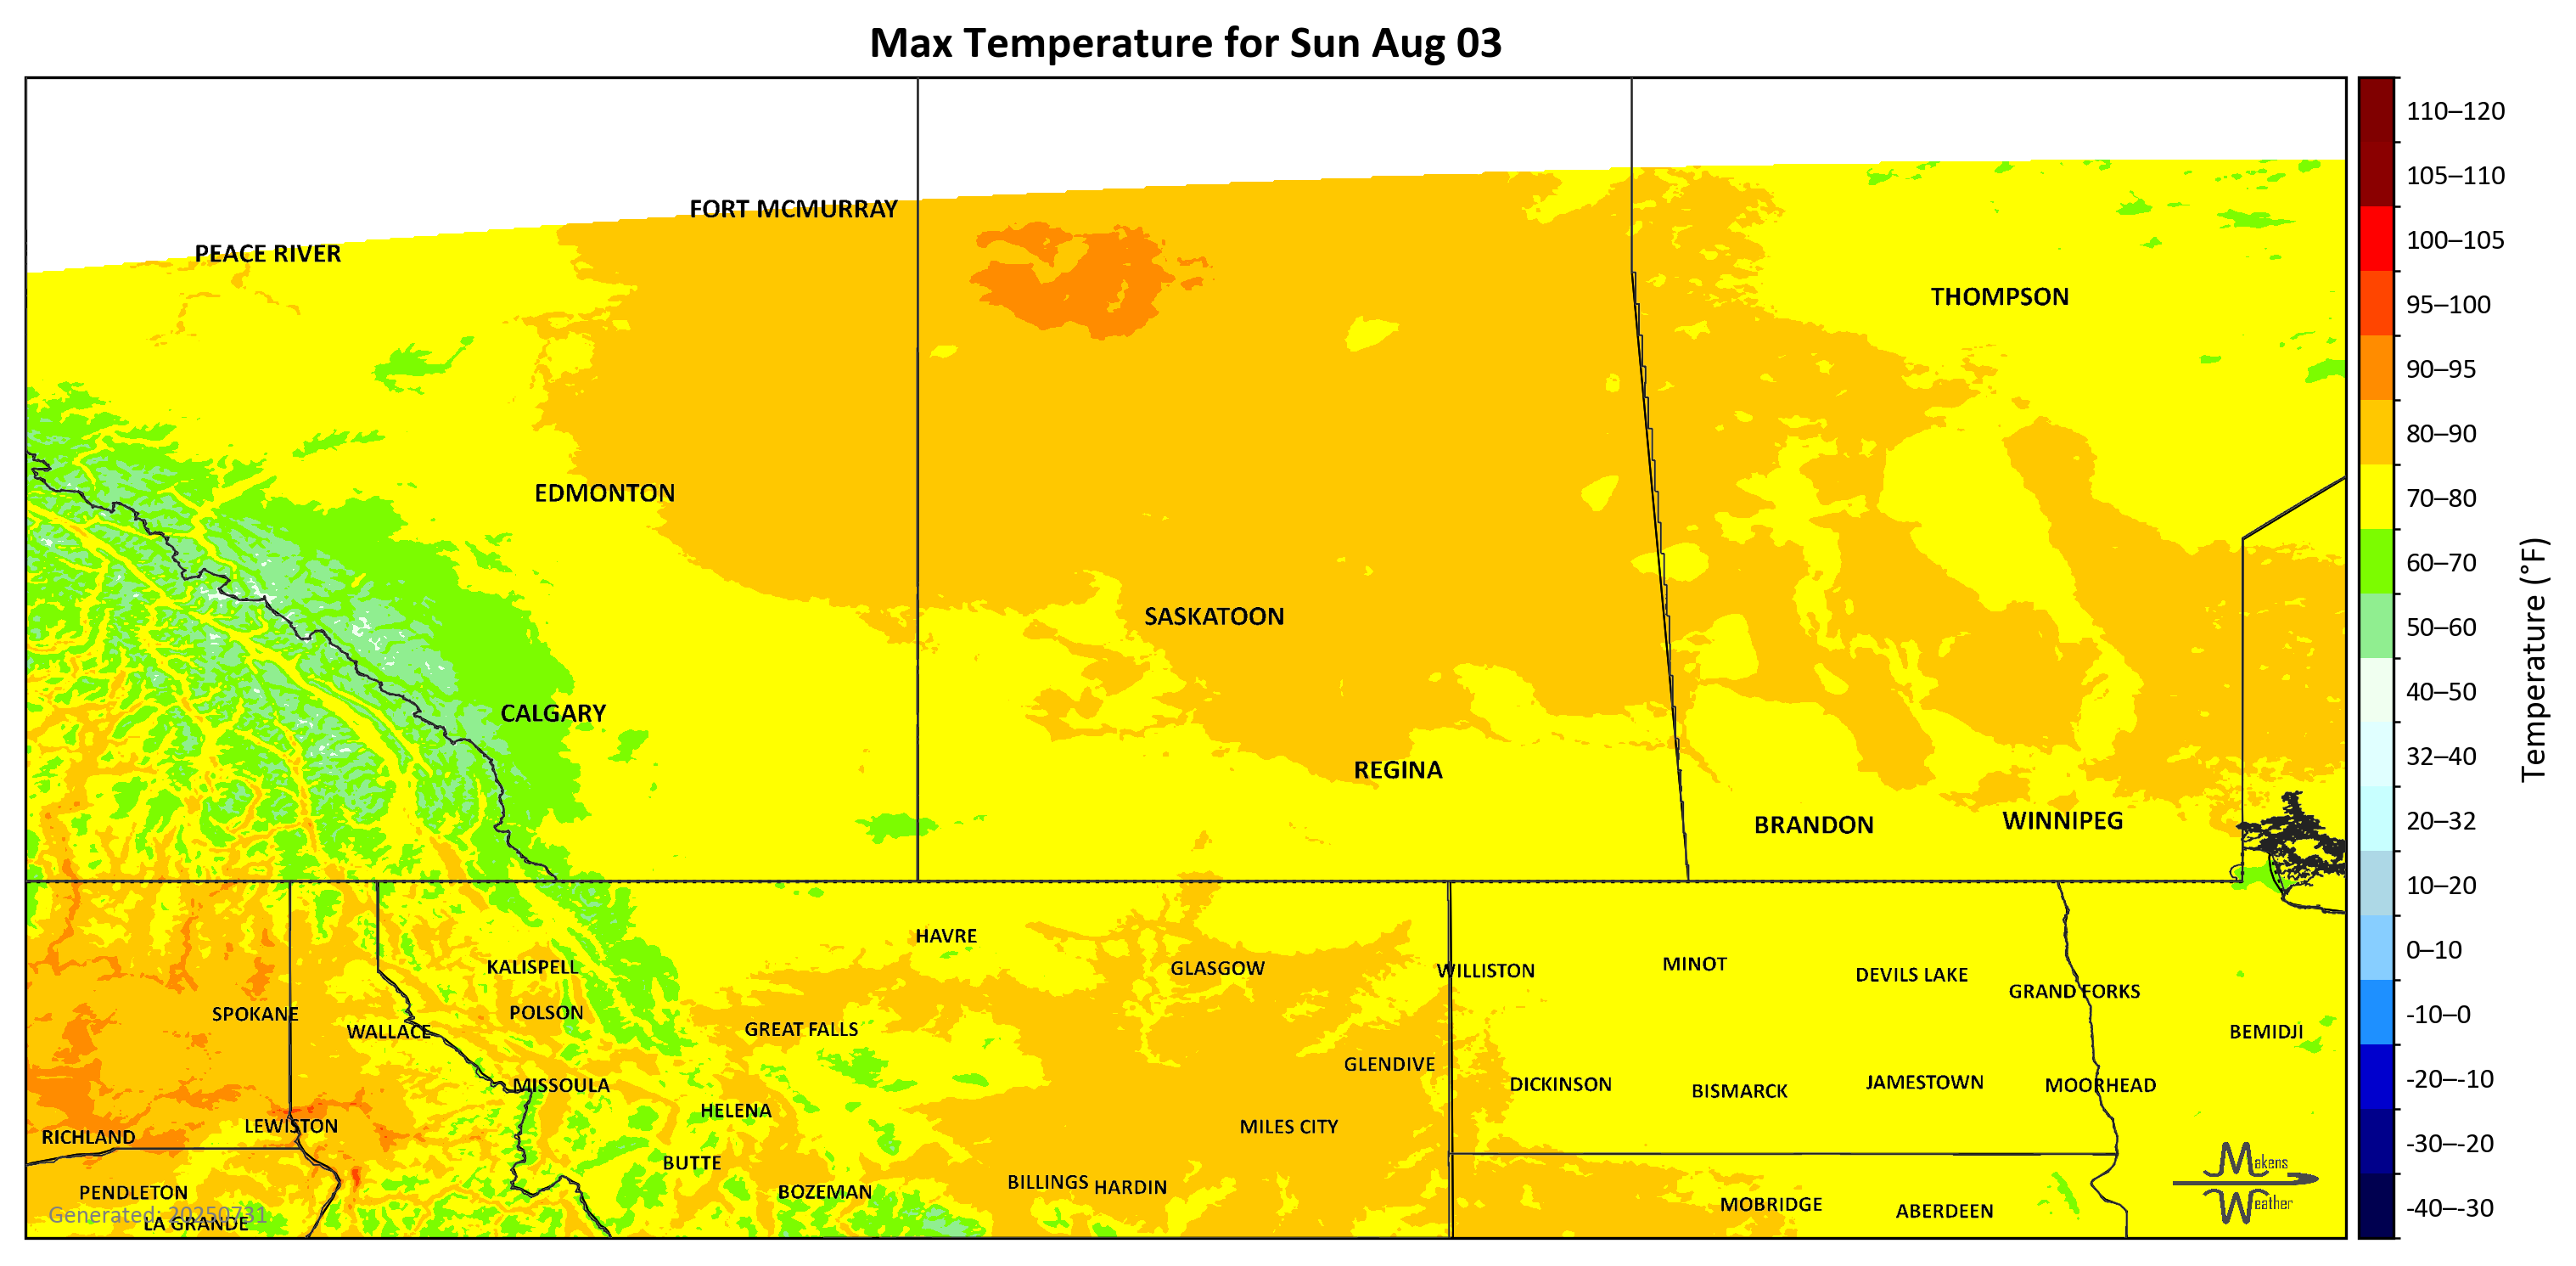 Max Temperature for Sun Aug 03
FORT MCMURRAY
PEACE RIVER
THOMPSON
EDMONTON
SASKATOON
CALGARY
REGINA
BRANDON
WINNIPEG
HAVRE
KALISPELL
GLASGOW
WILLISTON
MINOT
DEVILS LAKE
GRAND FORKS
SPOKANE
POLSON
WALLACE
GREAT FALLS
BEMIDJI
GLENDIVE
MISSOULA
DICKINSON
BISMARCK
JAMESTOWN
MOORHEAD
HELENA
LEWISTON
MILES CITY
RICHLAND
BUTTE
BILLINGS
HARDIN
BOZEMAN
PENDLETON
MOBRIDGE
ABERDEEN
Generated: 20250731
LA GRANDE
Makens
Weather
110–120
105–110
100–105
95–100
90–95
80–90
70–80
60–70
50–60
40–50
32–40
20–32
10–20
0–10
-10–0
-20–-10
-30–-20
-40–-30
Temperature (°F)